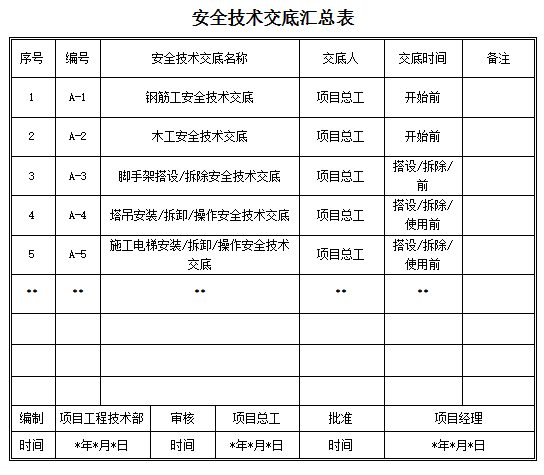 安全技术交底汇总表
序号 编号 安全技术交底名称 交底人 交底时间 备注
1 A-1 钢筋工安全技术交底 项目总工 开始前
2 A-2 木工安全技术交底 项目总工 开始前
3 A-3 脚手架搭设/拆除安全技术交底 项目总工 搭设/拆除/
前
4 A-4 塔吊安装/拆卸/操作安全技术交底 项目总工 搭设/拆除/
使用前
5 A-5 施工电梯安装/拆卸/操作安全技术 项目总工 搭设/拆除/
交底 使用前
** ** ** ** **
编制 项目工程技术部 审核 项目总工 批准 项目经理
时间 *年*月*日 时间 *年*月*日 时间 *年*月*日